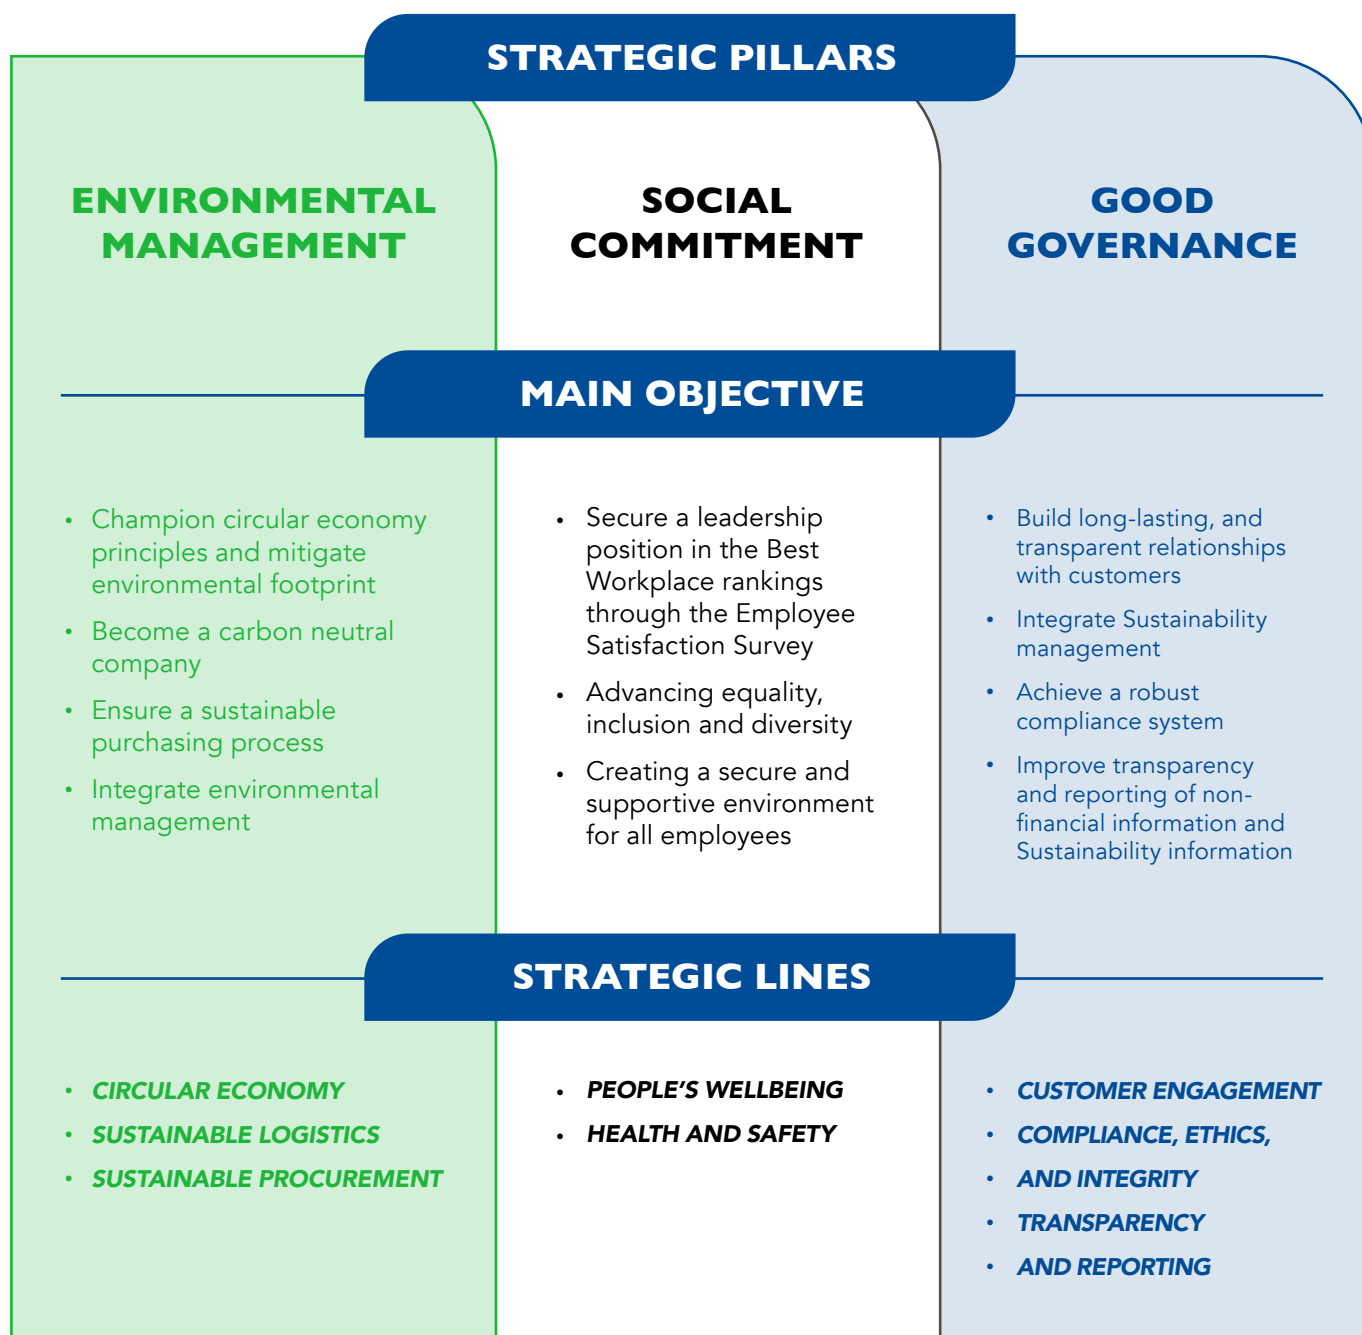 STRATEGIC PILLARS
ENVIRONMENTAL
MANAGEMENT
SOCIAL
COMMITMENT
GOOD
GOVERNANCE
MAIN OBJECTIVE
• Champion circular economy
principles and mitigate
environmental footprint
• Become a carbon neutral
company
• Ensure a sustainable
purchasing process
• Integrate environmental
management
• Secure a leadership
position in the Best
Workplace rankings
through the Employee
Satisfaction Survey
• Advancing equality,
inclusion and diversity
• Creating a secure and
supportive environment
for all employees
• Build long-lasting, and
transparent relationships
with customers
• Integrate Sustainability
management
• Achieve a robust
compliance system
• Improve transparency
and reporting of non-
financial information and
Sustainability information
STRATEGIC LINES
• CIRCULAR ECONOMY
• SUSTAINABLE LOGISTICS
• SUSTAINABLE PROCUREMENT
• PEOPLE’S WELLBEING
• HEALTH AND SAFETY
• CUSTOMER ENGAGEMENT
• COMPLIANCE, ETHICS,
• AND INTEGRITY
• TRANSPARENCY
• AND REPORTING